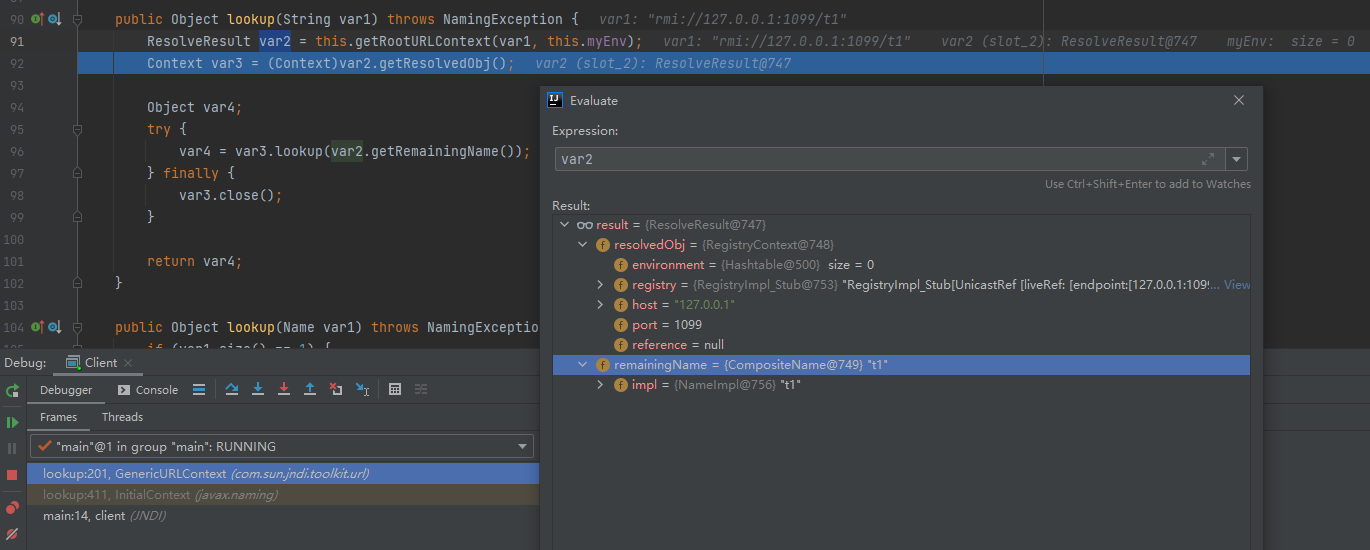 90 public Object lookup(String var1) throws NamingException { var1: "rmi://127.0.0.1:1099/t1"
91 ResolveResult var2 = this.getRootURLContext(var1, this.myEnv); var1: "rmi://127.0.0.1:1099/t1" var2 (slot_2): ResolveResult@747 myEnv: size = 0
92 Context var3 = (Context)var2.getResolvedObj(); var2 (slot_2): ResolveResult@747
93
94 Object var4;
95 try {
96 var4 = var3.lookup(var2.getRemainingName());
97 } finally {
98 var3.close();
99 }
100
101 return var4;
102 }
103
104 public Object lookup(Name var1) throws NamingException
if (var1.size() == 1) {
Evaluate
Expression:
var2
Use Ctrl+Shift+Enter to add to Watches
Result:
result = {ResolveResult@747}
resolvedObj = {RegistryContext@748}
environment = {Hashtable@500} size = 0
registry = {RegistryImpl_Stub@753} "RegistryImpl_Stub[UnicastRef [liveRef: [endpoint:[127.0.0.1:109... View
host = "127.0.0.1"
port = 1099
reference = null
remainingName = {CompositeName@749} "t1"
impl = {NameImpl@756} "t1"
Debug: Client
Debugger Console
Frames Threads
"main"@1 in group "main": RUNNING
lookup:201, GenericURLContext (com.sun.jndi.toolkit.url)
lookup:411, InitialContext (javax.naming)
main:14, client (JNDI)